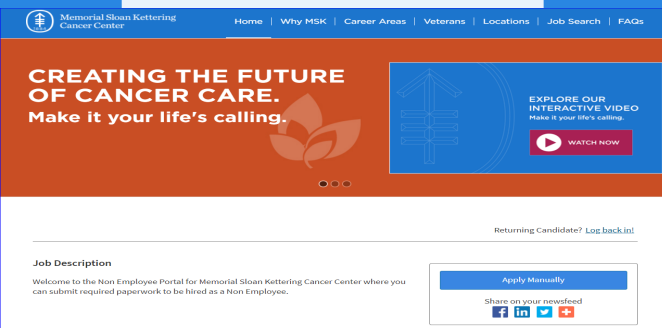 Memorial Sloan Kettering
Cancer Center
Home | Why MSK | Career Areas | Veterans | Locations | Job Search | FAQs
CREATING THE FUTURE
OF CANCER CARE.
Make it your life's calling.
EXPLORE OUR
INTERACTIVE VIDEO
Make it your life's calling.
WATCH NOW
Returning Candidate? Log back in!
Job Description
Welcome to the Non Employee Portal for Memorial Sloan Kettering Cancer Center where you
can submit required paperwork to be hired as a Non Employee.
Apply Manually
Share on your newsfeed